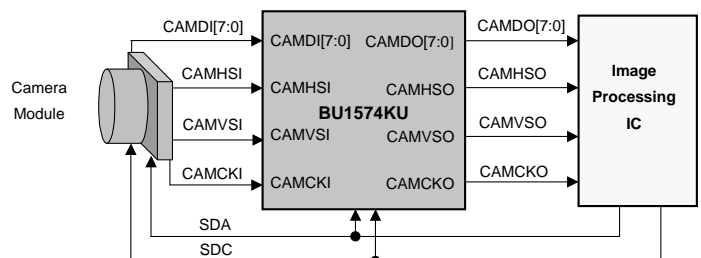 CAMDI[7:0] CAMDI[7:0] CAMDO[7:0] CAMDO[7:0]
Camera
Module
CAMHSI CAMHSI CAMHSO CAMHSO
BU1574KU
CAMVSI CAMVSI CAMVSO CAMVSO
CAMCKI CAMCKI CAMCKO CAMCKO
Image
Processing
IC
SDA
SDC